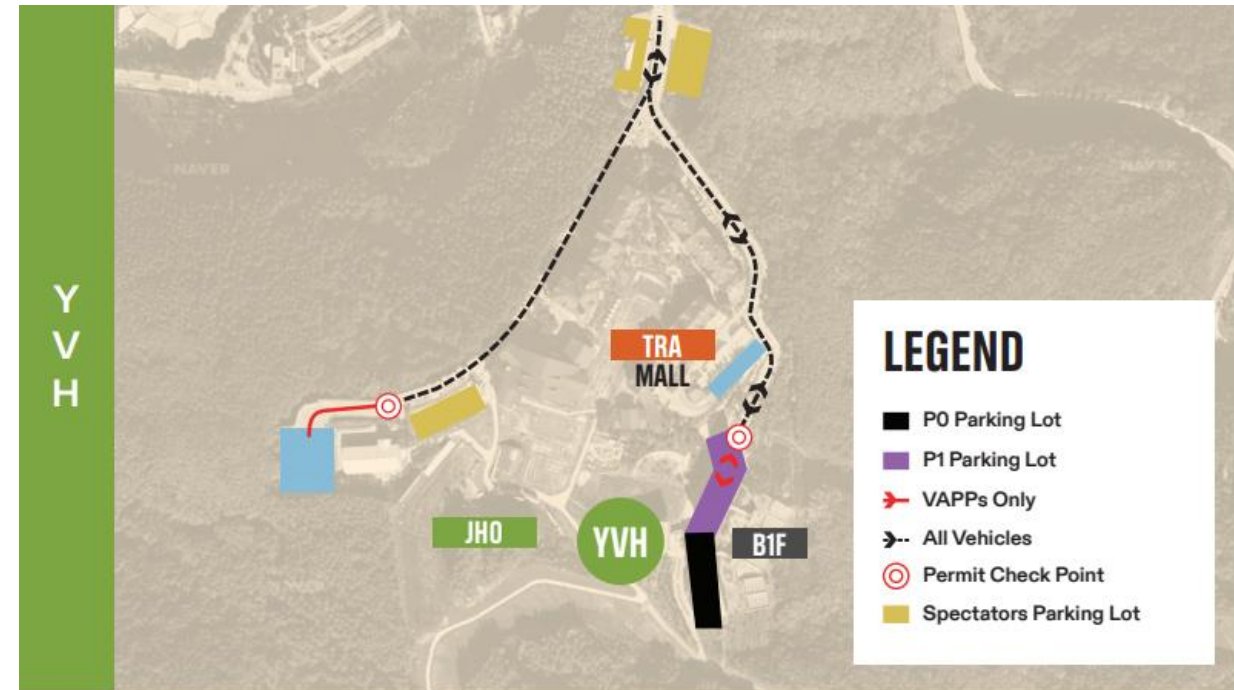 Y
V
H
NAVER
TRA
MALL
JHO
YVH
B1F
LEGEND
P0 Parking Lot
P1 Parking Lot
VAPPs Only
All Vehicles
Permit Check Point
Spectators Parking Lot